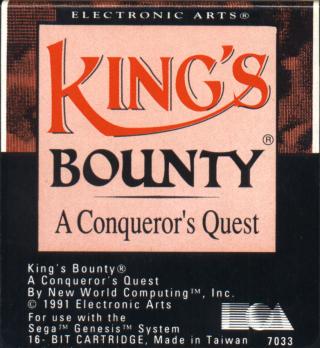 ELECTRONIC ARTS®
KING'S
BOUNTY®
A Conqueror's Quest
King's Bounty®
A Conqueror's Quest
By New World Computing™, Inc.
© 1991 Electronic Arts
For use with the
Sega™ Genesis™ System
16- BIT CARTRIDGE, Made in Taiwan 7033
EA